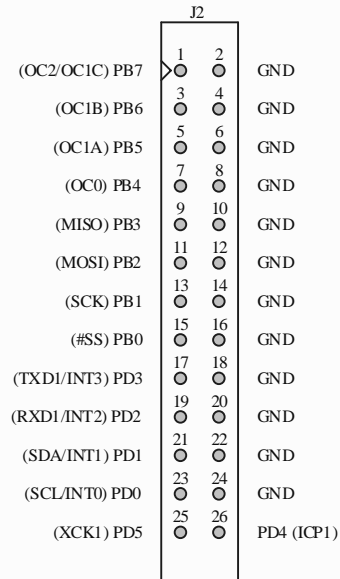 J2
(OC2/OC1C) PB7 1 2 GND
(OC1B) PB6 3 4 GND
(OC1A) PB5 5 6 GND
(OC0) PB4 7 8 GND
(MISO) PB3 9 10 GND
(MOSI) PB2 11 12 GND
(SCK) PB1 13 14 GND
(#SS) PB0 15 16 GND
(TXD1/INT3) PD3 17 18 GND
(RXD1/INT2) PD2 19 20 GND
(SDA/INT1) PD1 21 22 GND
(SCL/INT0) PD0 23 24 GND
(XCK1) PD5 25 26 PD4 (ICP1)